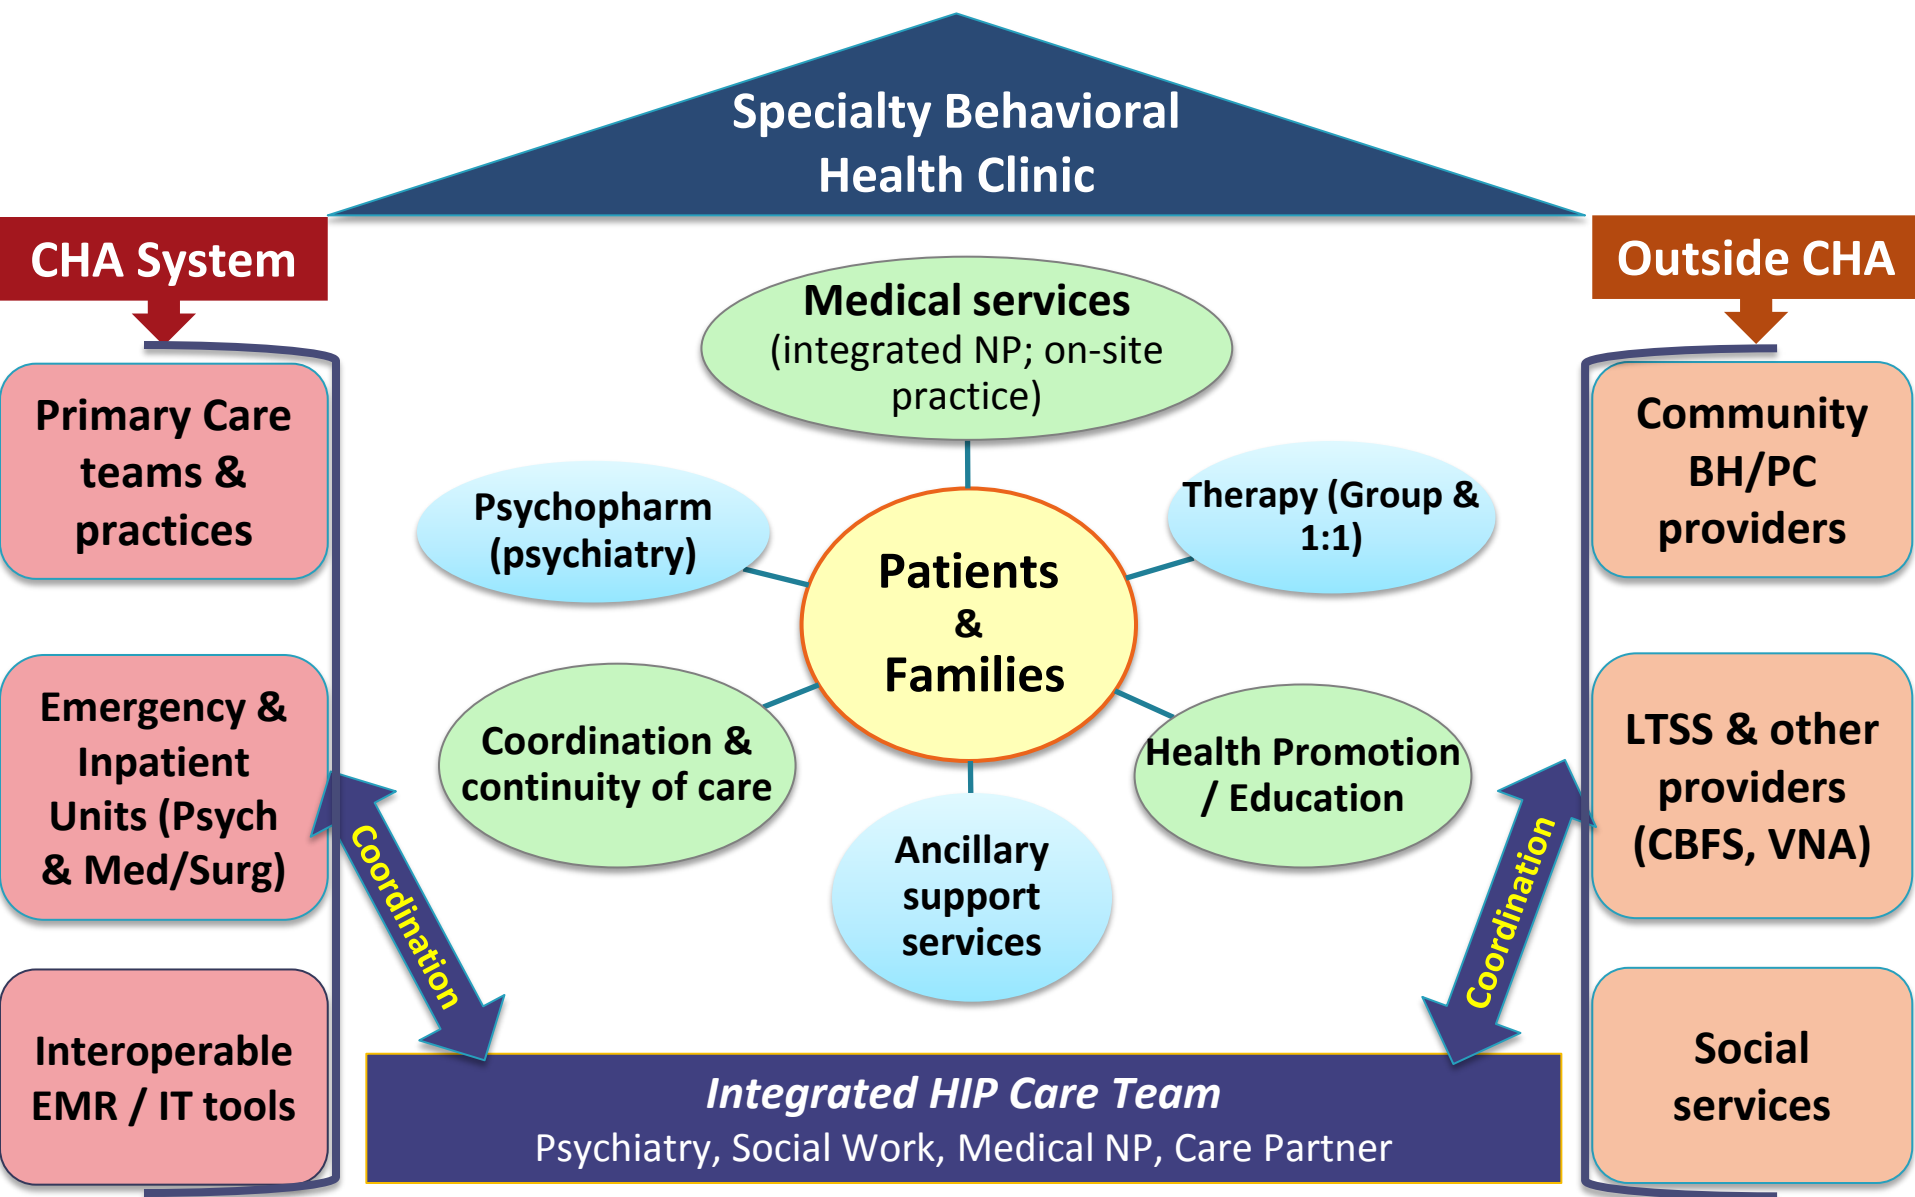 Specialty Behavioral
Health Clinic
CHA System
Primary Care
teams &
practices
Emergency &
Inpatient
Units (Psych
& Med/Surg)
Interoperable
EMR / IT tools
Medical services
(integrated NP; on-site
practice)
Psychopharm
(psychiatry)
Therapy (Group &
1:1)
Patients
&
Families
Coordination &
continuity of care
Health Promotion
/ Education
Ancillary
support
services
Coordination
Coordination
Integrated HIP Care Team
Psychiatry, Social Work, Medical NP, Care Partner
Outside CHA
Community
BH/PC
providers
LTSS & other
providers
(CBFS, VNA)
Social
services